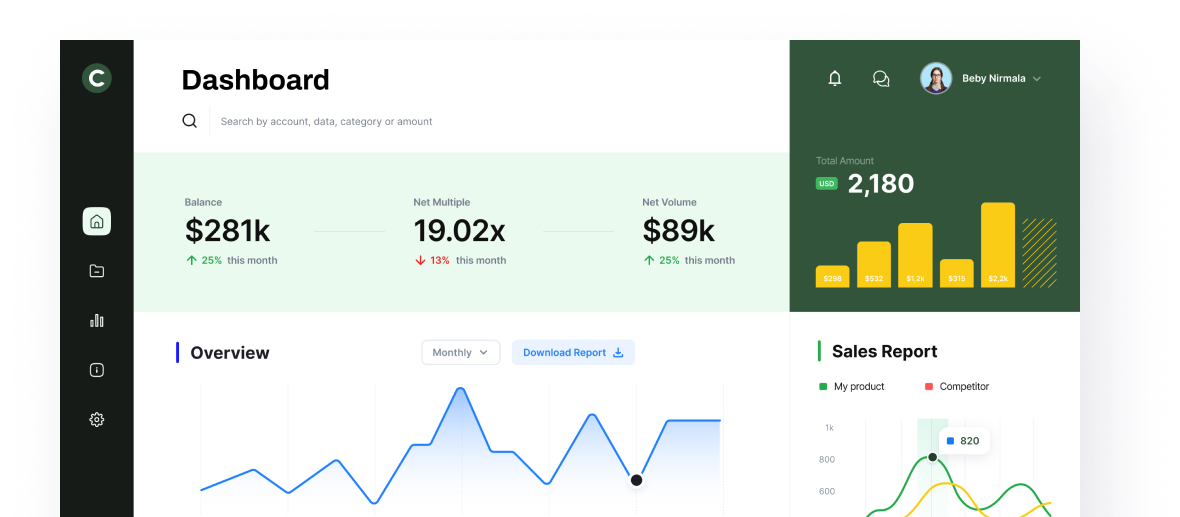 C
Dashboard
Search by account, data, category or amount
Beby Nirmala
Balance
$281k
25% this month
Net Multiple
19.02x
13% this month
Net Volume
$89k
25% this month
Total Amount
USD 2,180
$298 $532 $1,2k $315 $2,2k
Overview
Monthly
Download Report
Sales Report
My product
Competitor
1k
820
800
600